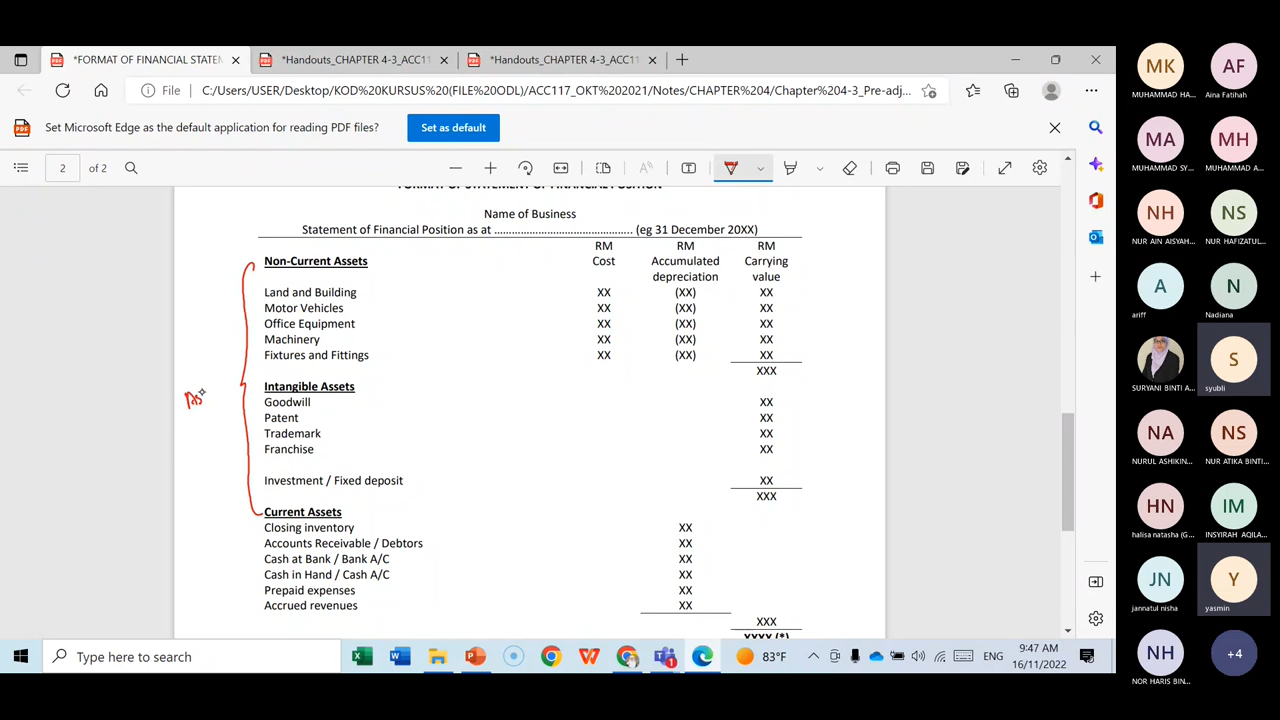 *FORMAT OF FINANCIAL STATEN
*Handouts_CHAPTER 4-3_ACC11
*Handouts_CHAPTER 4-3_ACC11
File
C:/Users/USER/Desktop/KOD%20KURSUS%20(FILE%20ODL)/ACC117_OKT%202021/Notes/CHAPTER%204/Chapter%204-3_Pre-adj...
Set Microsoft Edge as the default application for reading PDF files?
Set as default
2 of 2
FORMAT OF STATEMENT OF FINANCIAL POSITION
Name of Business
Statement of Financial Position as at ................................................ (eg 31 December 20XX)
RM RM RM
Non-Current Assets Cost Accumulated Carrying
depreciation value
Land and Building XX (XX) XX
Motor Vehicles XX (XX) XX
Office Equipment XX (XX) XX
Machinery XX (XX) XX
Fixtures and Fittings XX (XX) XX
XXX
Intangible Assets
Goodwill XX
As
Patent XX
Trademark XX
Franchise XX
Investment / Fixed deposit XX
XXX
Current Assets
Closing inventory XX
Accounts Receivable / Debtors XX
Cash at Bank / Bank A/C XX
Cash in Hand / Cash A/C XX
Prepaid expenses XX
Accrued revenues XX
XXX
XXXX (*)
Type here to search
83°F
ENG
9:47 AM
16/11/2022
1
MK
MUHAMMAD HA...
AF
Aina Fatihah
MA
MUHAMMAD SY...
MH
MUHAMMAD A...
NH
NUR AIN AISYAH...
NS
NUR HAFIZATUL...
A
ariff
N
Nadiana
SURYANI BINTI A...
S
syubli
NA
NURUL ASHIKIN...
NS
NUR ATIKA BINTI...
HN
halisa natasha (G...
IM
INSYIRAH AQILA...
JN
jannatul nisha
Y
yasmin
NH
NOR HARIS BIN...
+4